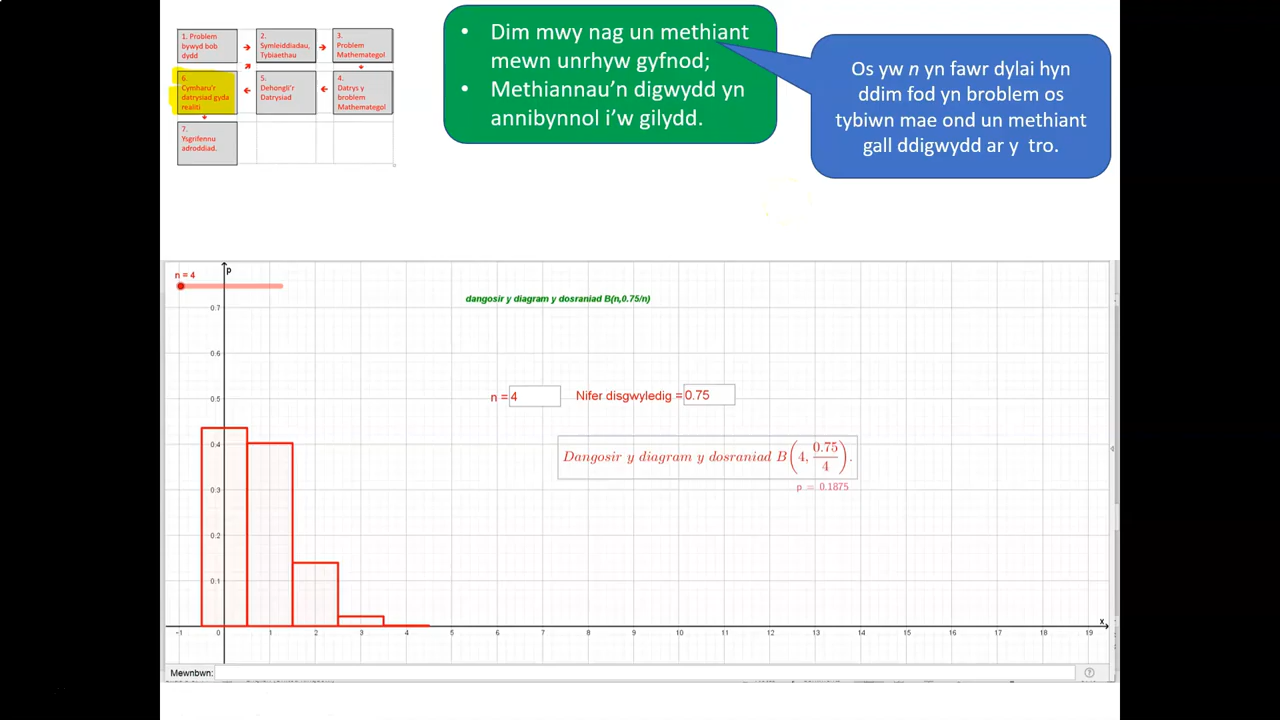 1. Problem
bywyd bob
dydd
2.
Symleiddiadau,
Tybiaethau
3.
Problem
Mathemategol
6.
Cymharu'r
datrysiad gyda
realiti
5.
Dehongli'r
Datrysiad
4.
Datrys y
broblem
Mathemategol
7.
Ysgrifennu
adroddiad.
• Dim mwy nag un methiant
mewn unrhyw gyfnod;
• Methiannau'n digwydd yn
annibynnol i'w gilydd.
Os yw n yn fawr dylai hyn
ddim fod yn broblem os
tybiwn mae ond un methiant
gall ddigwydd ar y tro.
n = 4
p
dangosir y diagram y dosraniad B(n,0.75/n)
0.7
0.6
0.5
0.4
0.3
0.2
0.1
n = 4
Nifer disgwyledig = 0.75
Dangosir y diagram y dosraniad B(4, 0.75/4).
p = 0.1875
x
-1 0 1 2 3 4 5 6 7 8 9 10 11 12 13 14 15 16 17 18 19
Mewnbwn:
?